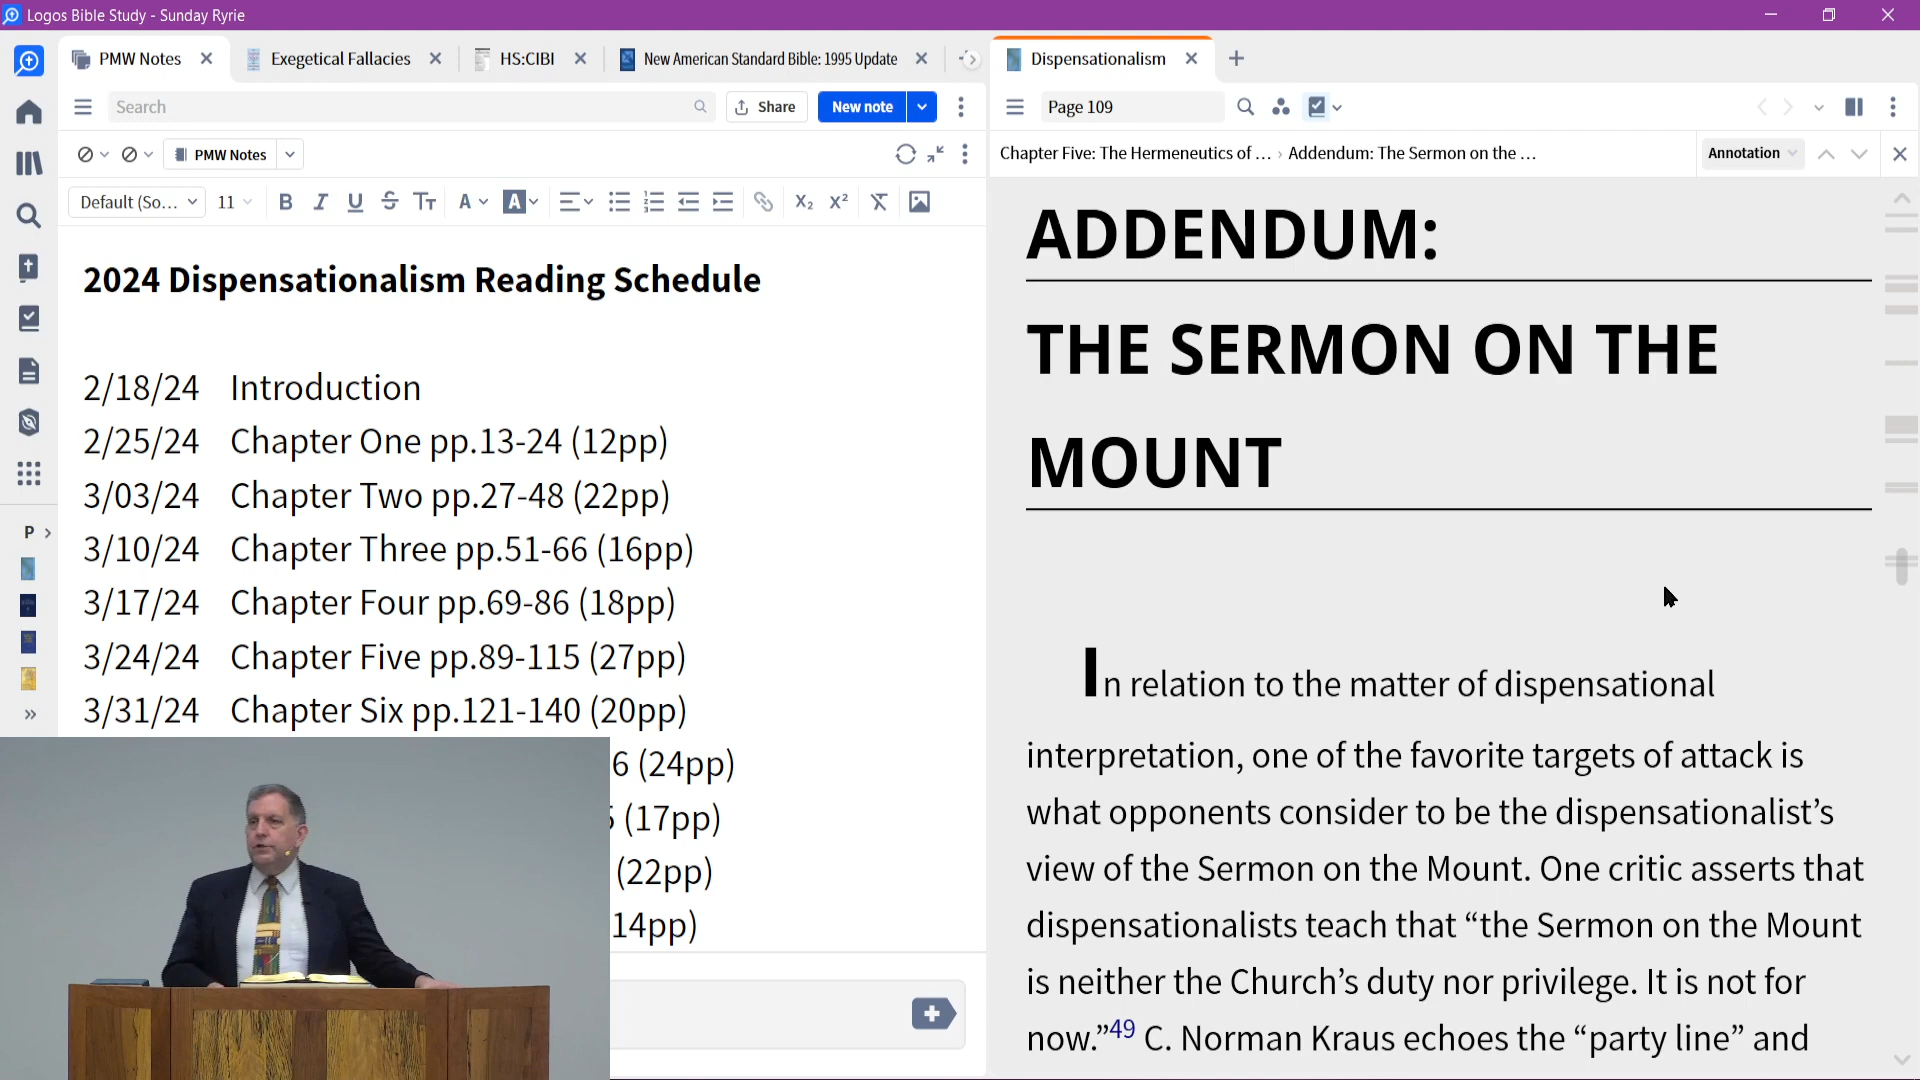 Logos Bible Study - Sunday Ryrie
PMW Notes
Exegetical Fallacies
HS:CIBI
New American Standard Bible: 1995 Update
Dispensationalism
Search
Share
New note
Page 109
PMW Notes
Chapter Five: The Hermeneutics of ... › Addendum: The Sermon on the ...
Annotation
Default (So...
11
2024 Dispensationalism Reading Schedule
2/18/24 Introduction
2/25/24 Chapter One pp.13-24 (12pp)
3/03/24 Chapter Two pp.27-48 (22pp)
3/10/24 Chapter Three pp.51-66 (16pp)
3/17/24 Chapter Four pp.69-86 (18pp)
3/24/24 Chapter Five pp.89-115 (27pp)
3/31/24 Chapter Six pp.121-140 (20pp)
6 (24pp)
(17pp)
(22pp)
14pp)
P
ADDENDUM:
THE SERMON ON THE
MOUNT
In relation to the matter of dispensational
interpretation, one of the favorite targets of attack is
what opponents consider to be the dispensationalist’s
view of the Sermon on the Mount. One critic asserts that
dispensationalists teach that “the Sermon on the Mount
is neither the Church’s duty nor privilege. It is not for
now.”49 C. Norman Kraus echoes the “party line” and